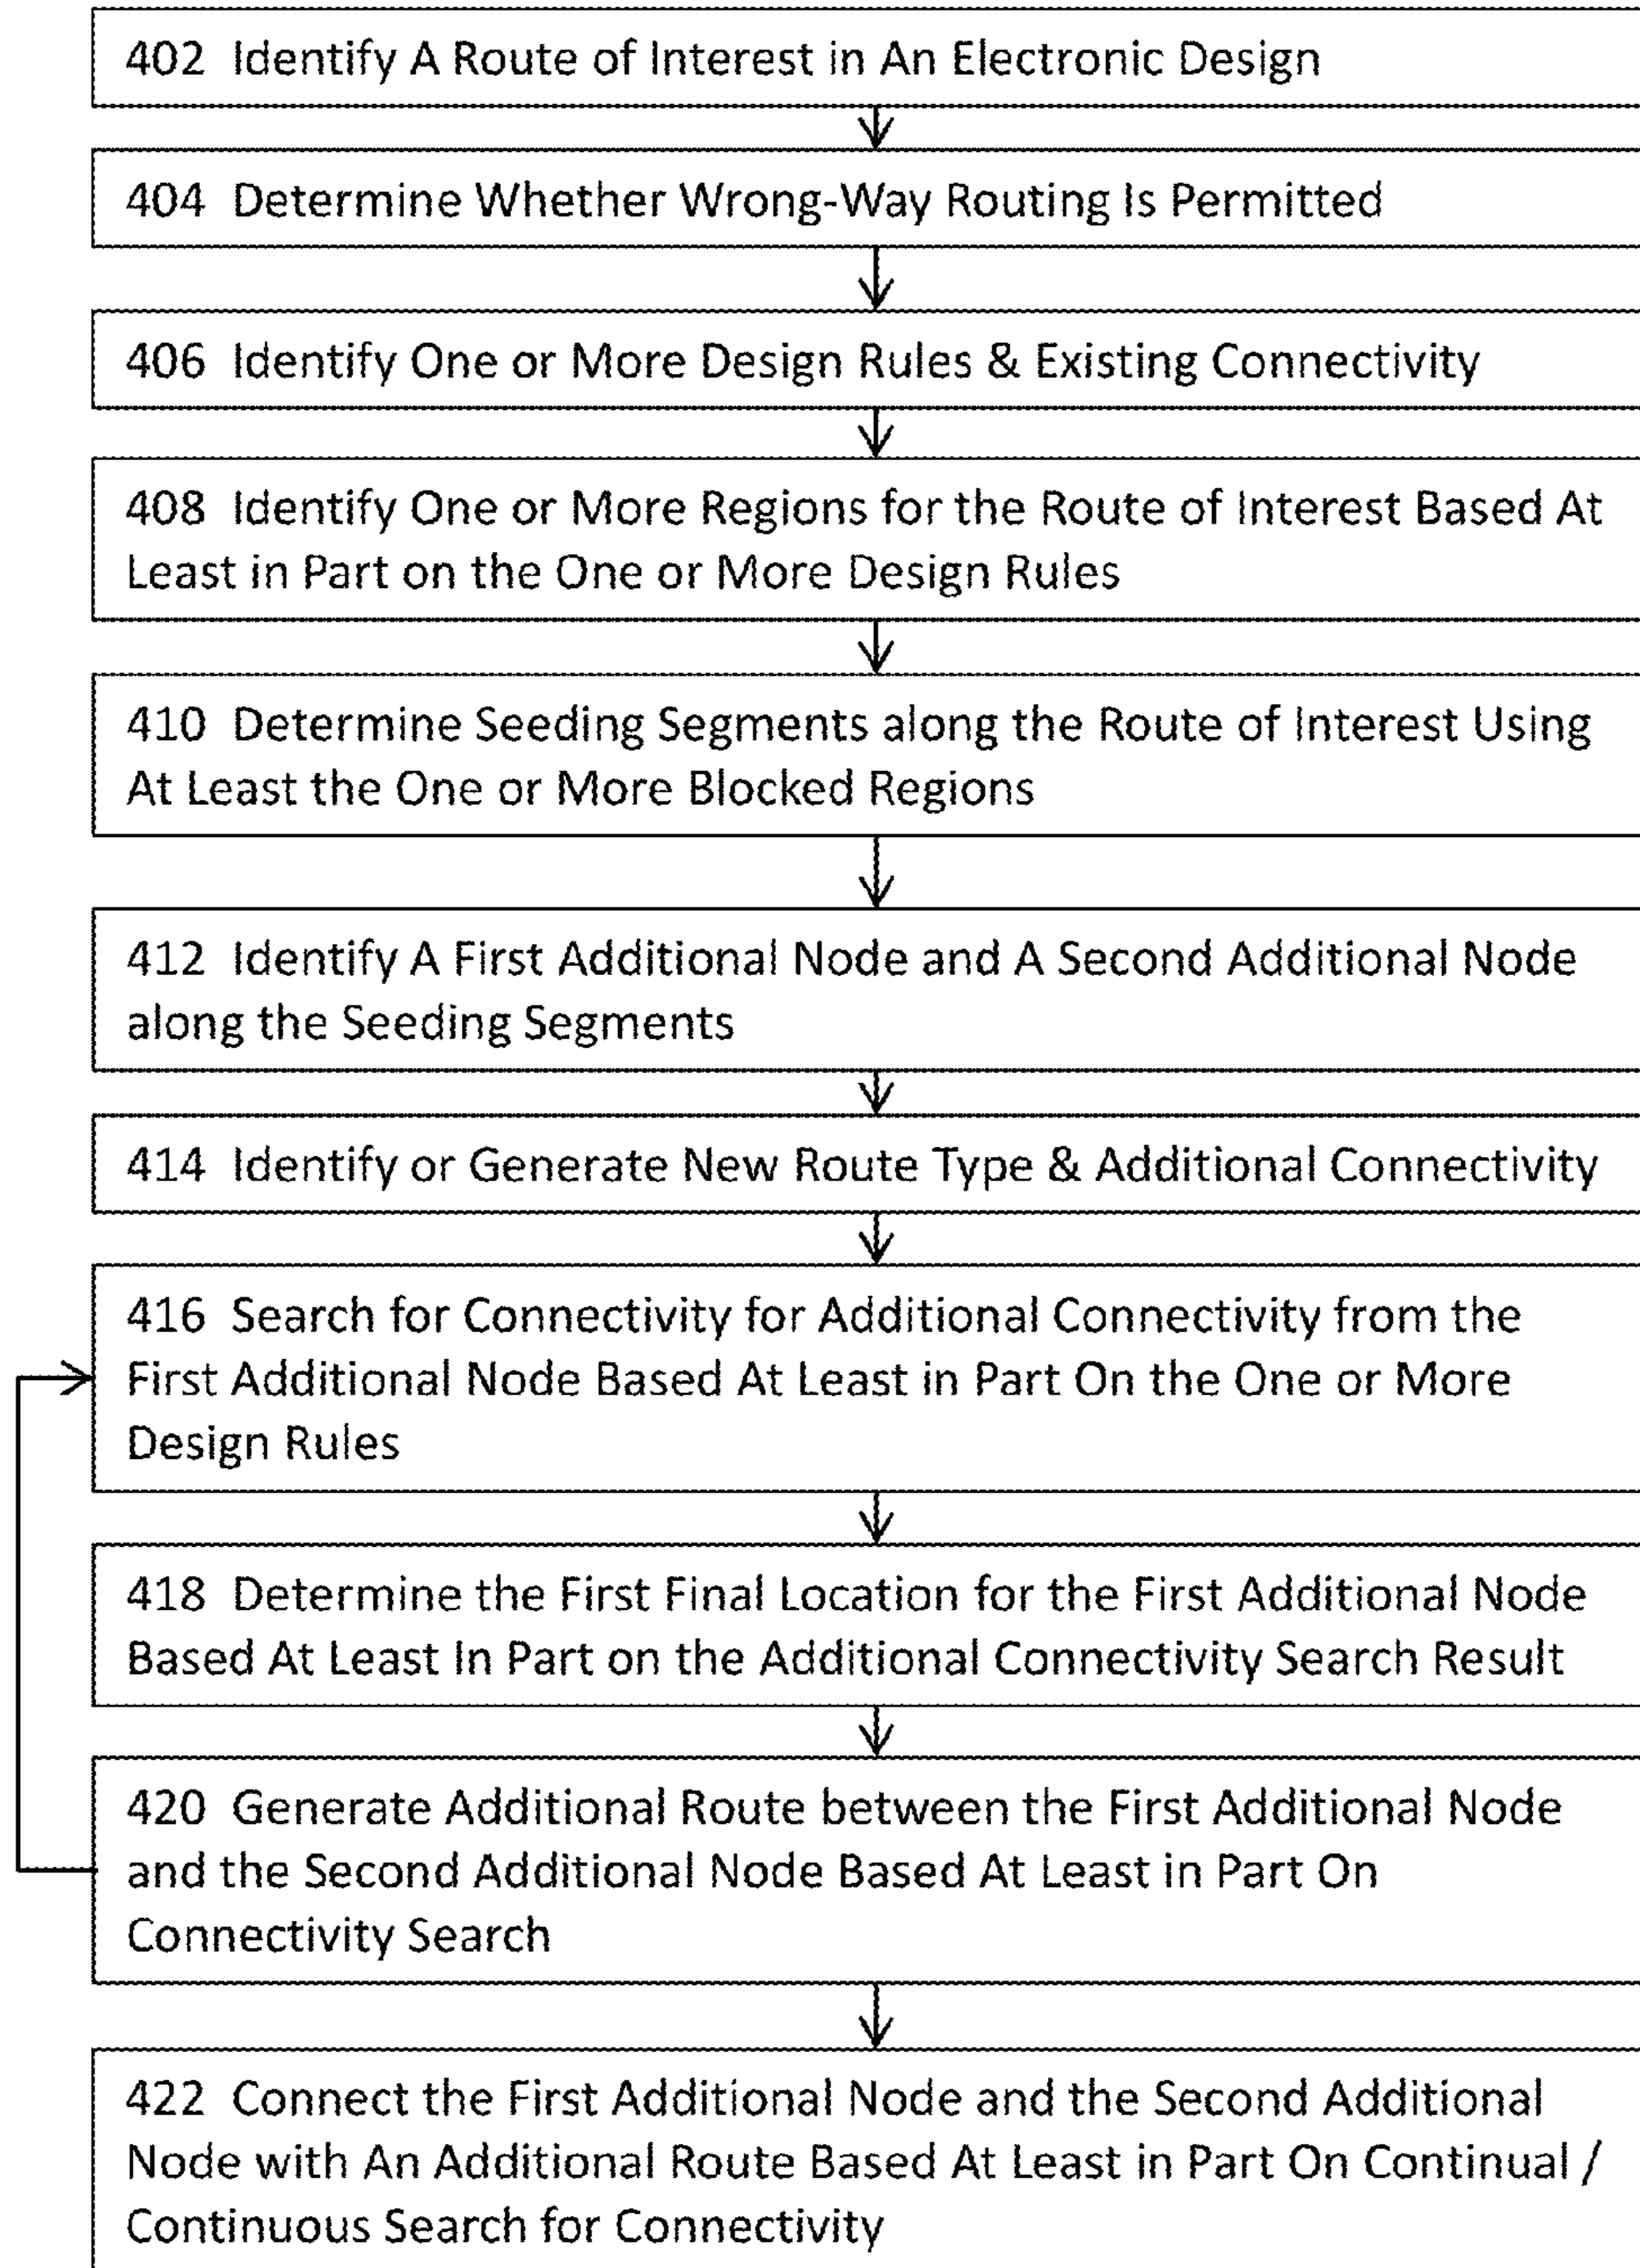 402 Identify A Route of Interest in An Electronic Design
404 Determine Whether Wrong-Way Routing Is Permitted
406 Identify One or More Design Rules & Existing Connectivity
408 Identify One or More Regions for the Route of Interest Based At
Least in Part on the One or More Design Rules
410 Determine Seeding Segments along the Route of Interest Using
At Least the One or More Blocked Regions
412 Identify A First Additional Node and A Second Additional Node
along the Seeding Segments
414 Identify or Generate New Route Type & Additional Connectivity
416 Search for Connectivity for Additional Connectivity from the
First Additional Node Based At Least in Part On the One or More
Design Rules
418 Determine the First Final Location for the First Additional Node
Based At Least In Part on the Additional Connectivity Search Result
420 Generate Additional Route between the First Additional Node
and the Second Additional Node Based At Least in Part On
Connectivity Search
422 Connect the First Additional Node and the Second Additional
Node with An Additional Route Based At Least in Part On Continual /
Continuous Search for Connectivity